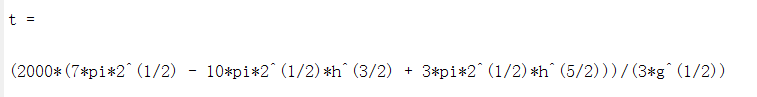 t =
(2000*(7*pi*2^(1/2) - 10*pi*2^(1/2)*h^(3/2) + 3*pi*2^(1/2)*h^(5/2)))/(3*g^(1/2))